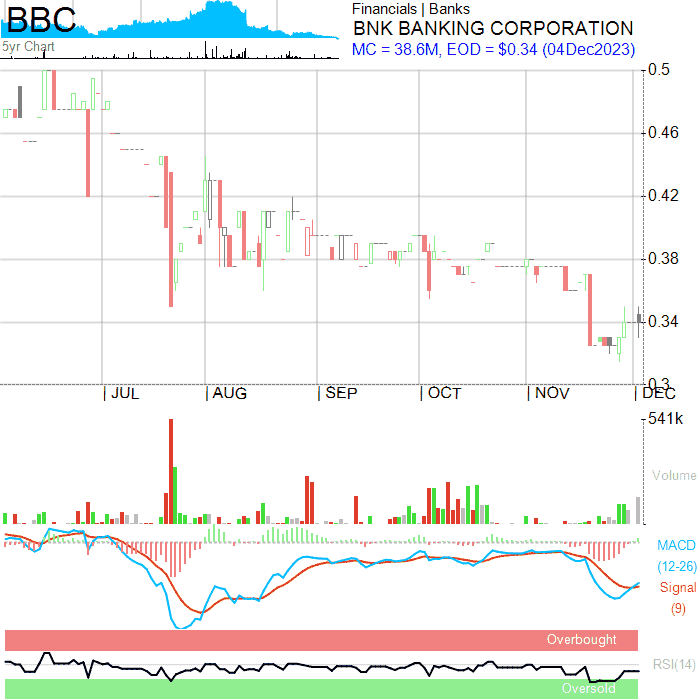 BBC
5yr Chart
Financials | Banks
BNK BANKING CORPORATION
MC = 38.6M, EOD = $0.34 (04Dec2023)
0.5
0.46
0.42
0.38
0.34
0.3
JUL AUG SEP OCT NOV DEC
541k
Volume
MACD
(12-26)
Signal
(9)
Overbought
RSI(14)
Oversold